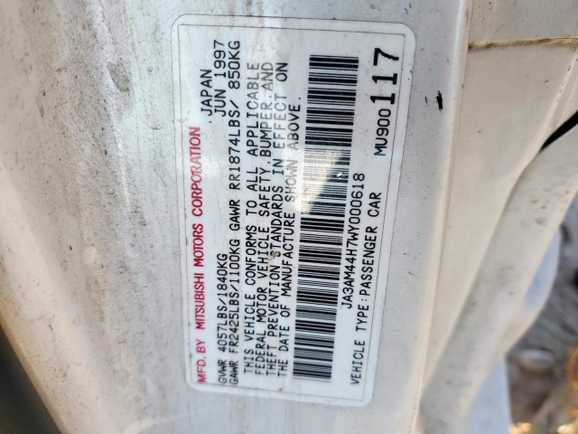 MFD. BY MITSUBISHI MOTORS CORPORATION JAPAN
GVWR 4057LBS/1840KG JUN 1997
GAWR FR2425LBS/1100KG GAWR RR1874LBS/ 850KG
THIS VEHICLE CONFORMS TO ALL APPLICABLE
FEDERAL MOTOR VEHICLE SAFETY, BUMPER AND
THEFT PREVENTION STANDARDS IN EFFECT ON
THE DATE OF MANUFACTURE SHOWN ABOVE.
JA3AM44H7WY000618
VEHICLE TYPE:PASSENGER CAR MU900117